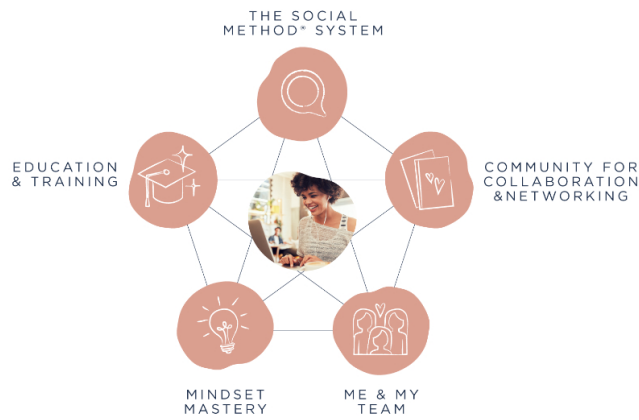 THE SOCIAL
METHOD® SYSTEM
EDUCATION
& TRAINING
COMMUNITY FOR
COLLABORATION
&NETWORKING
MINDSET
MASTERY
ME & MY
TEAM